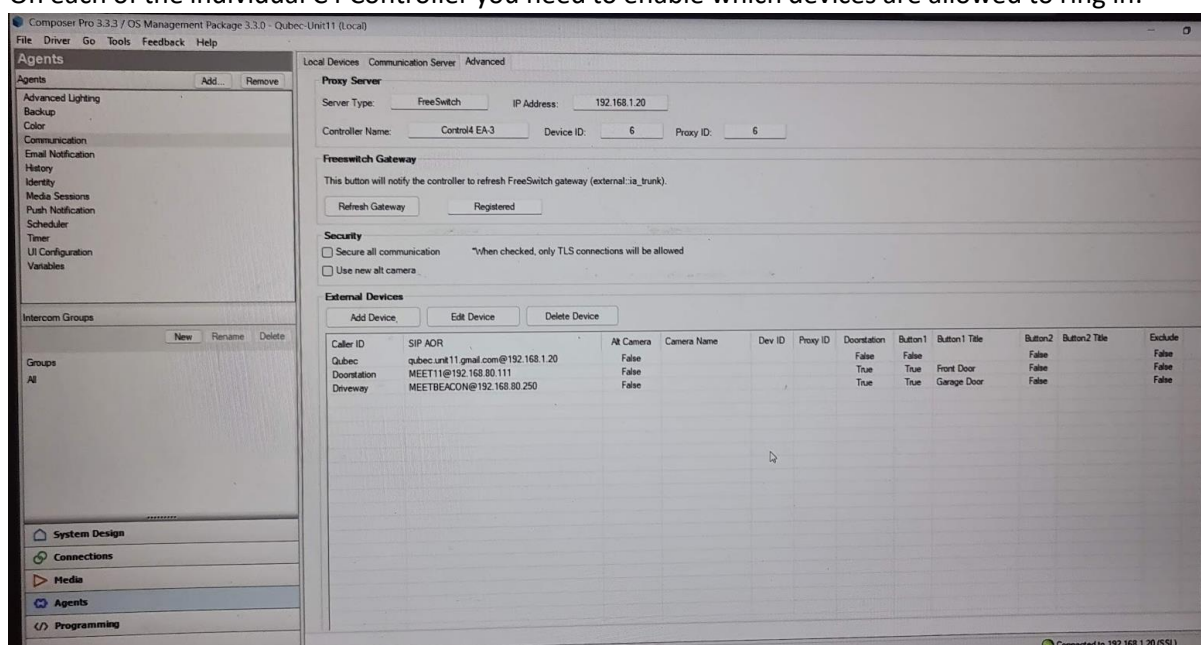 On each of the individual C4 Controller you need to enable which devices are allowed to ring in.
Composer Pro 3.3.3 / OS Management Package 3.3.0 - Qubec-Unit11 (Local)
File Driver Go Tools Feedback Help
Agents
Agents Add... Remove
Advanced Lighting
Backup
Color
Communication
Email Notification
History
Identity
Media Sessions
Push Notification
Scheduler
Timer
UI Configuration
Variables
Intercom Groups
New Rename Delete
Groups
All
System Design
Connections
Media
Agents
Programming
Local Devices Communication Server Advanced
Proxy Server
Server Type: FreeSwitch IP Address: 192.168.1.20
Controller Name: Control4 EA-3 Device ID: 6 Proxy ID: 6
Freeswitch Gateway
This button will notify the controller to refresh FreeSwitch gateway (external::ia_trunk).
Refresh Gateway Registered
Security
Secure all communication *When checked, only TLS connections will be allowed
Use new alt camera
External Devices
Add Device Edit Device Delete Device
Caller ID SIP AOR Alt Camera Camera Name Dev ID Proxy ID Doorstation Button1 Button1 Title Button2 Button2 Title Exclude
Qubec qubec.unit11.gmail.com@192.168.1.20 False False False False False
Doorstation MEET11@192.168.80.111 False True True Front Door False False
Driveway MEETBEACON@192.168.80.250 False True True Garage Door False False
Connected to 192.168.1.20 (SSL)